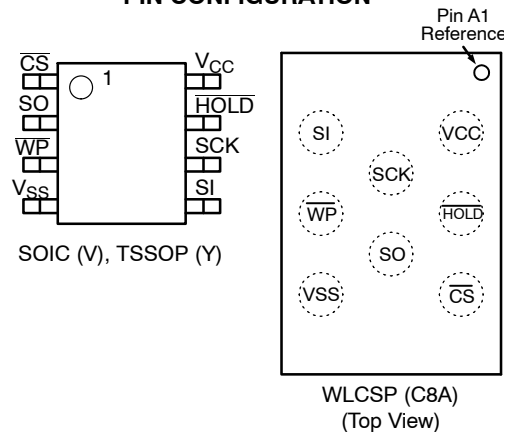 PIN CONFIGURATION
Pin A1
Reference
CS
SO
WP
VSS
1
VCC
HOLD
SCK
SI
SOIC (V), TSSOP (Y)
SI
VCC
SCK
WP
HOLD
SO
VSS
CS
WLCSP (C8A)
(Top View)